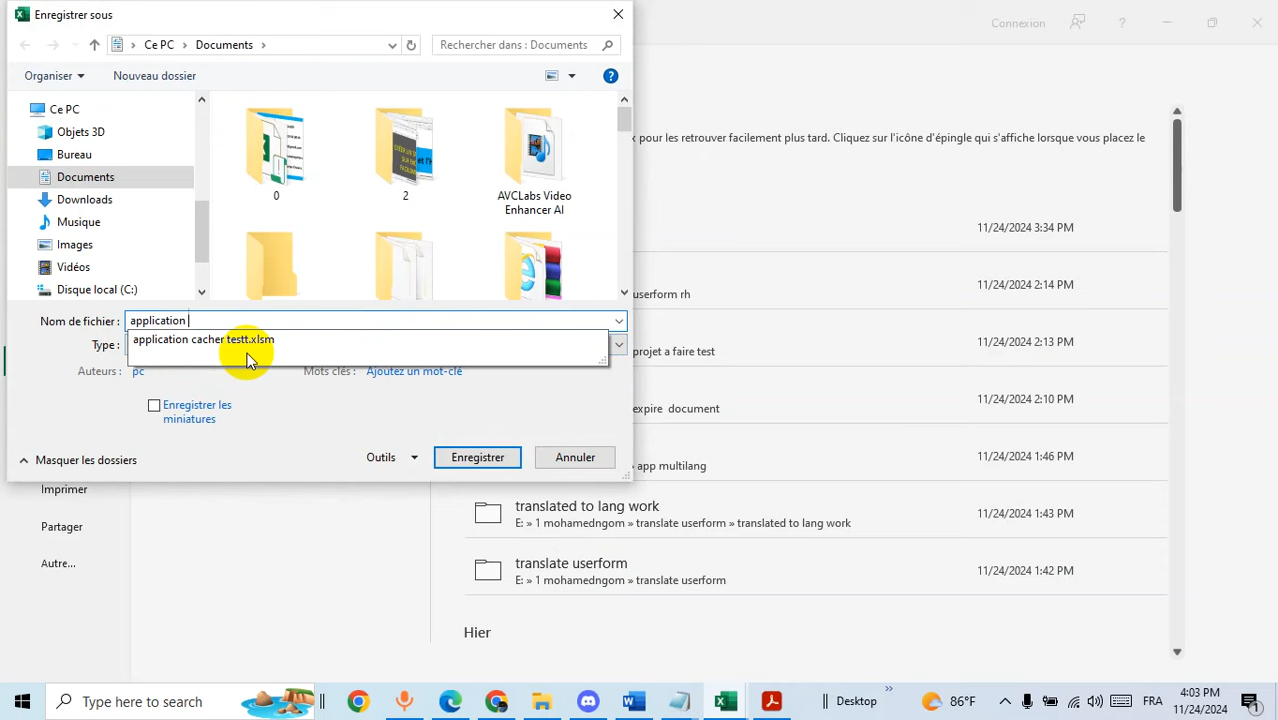 Enregistrer sous
Connexion
Ce PC
Documents
Rechercher dans : Documents
Organiser
Nouveau dossier
Ce PC
Objets 3D
Bureau
Documents
Downloads
Musique
Images
Vidéos
Disque local (C:)
0
2
AVCLabs Video
Enhancer AI
pour les retrouver facilement plus tard. Cliquez sur l'icône d'épingle qui s'affiche lorsque vous placez le
11/24/2024 3:34 PM
userform rh
11/24/2024 2:14 PM
projet a faire test
11/24/2024 2:13 PM
expire document
11/24/2024 2:10 PM
» app multilang
11/24/2024 1:46 PM
Nom de fichier :
application
application cacher testt.xlsm
Type :
Auteurs :
pc
Mots clés :
Ajoutez un mot-clé
Enregistrer les
miniatures
Masquer les dossiers
Outils
Enregistrer
Annuler
Imprimer
Partager
Autre...
translated to lang work
E: » 1 mohamedngom » translate userform » translated to lang work
11/24/2024 1:43 PM
translate userform
E: » 1 mohamedngom » translate userform
11/24/2024 1:42 PM
Hier
Type here to search
Desktop
86°F
FRA
4:03 PM
11/24/2024